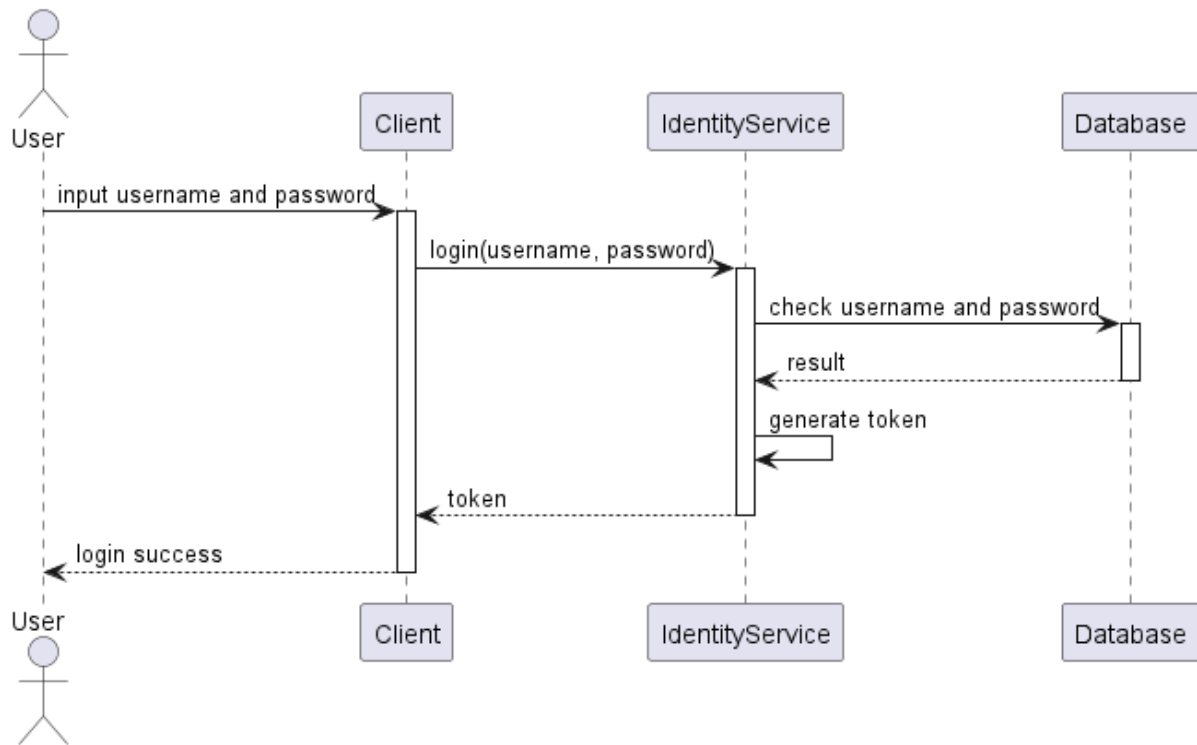 User
Client
IdentityService
Database
input username and password
login(username, password)
check username and password
result
generate token
token
login success
User
Client
IdentityService
Database